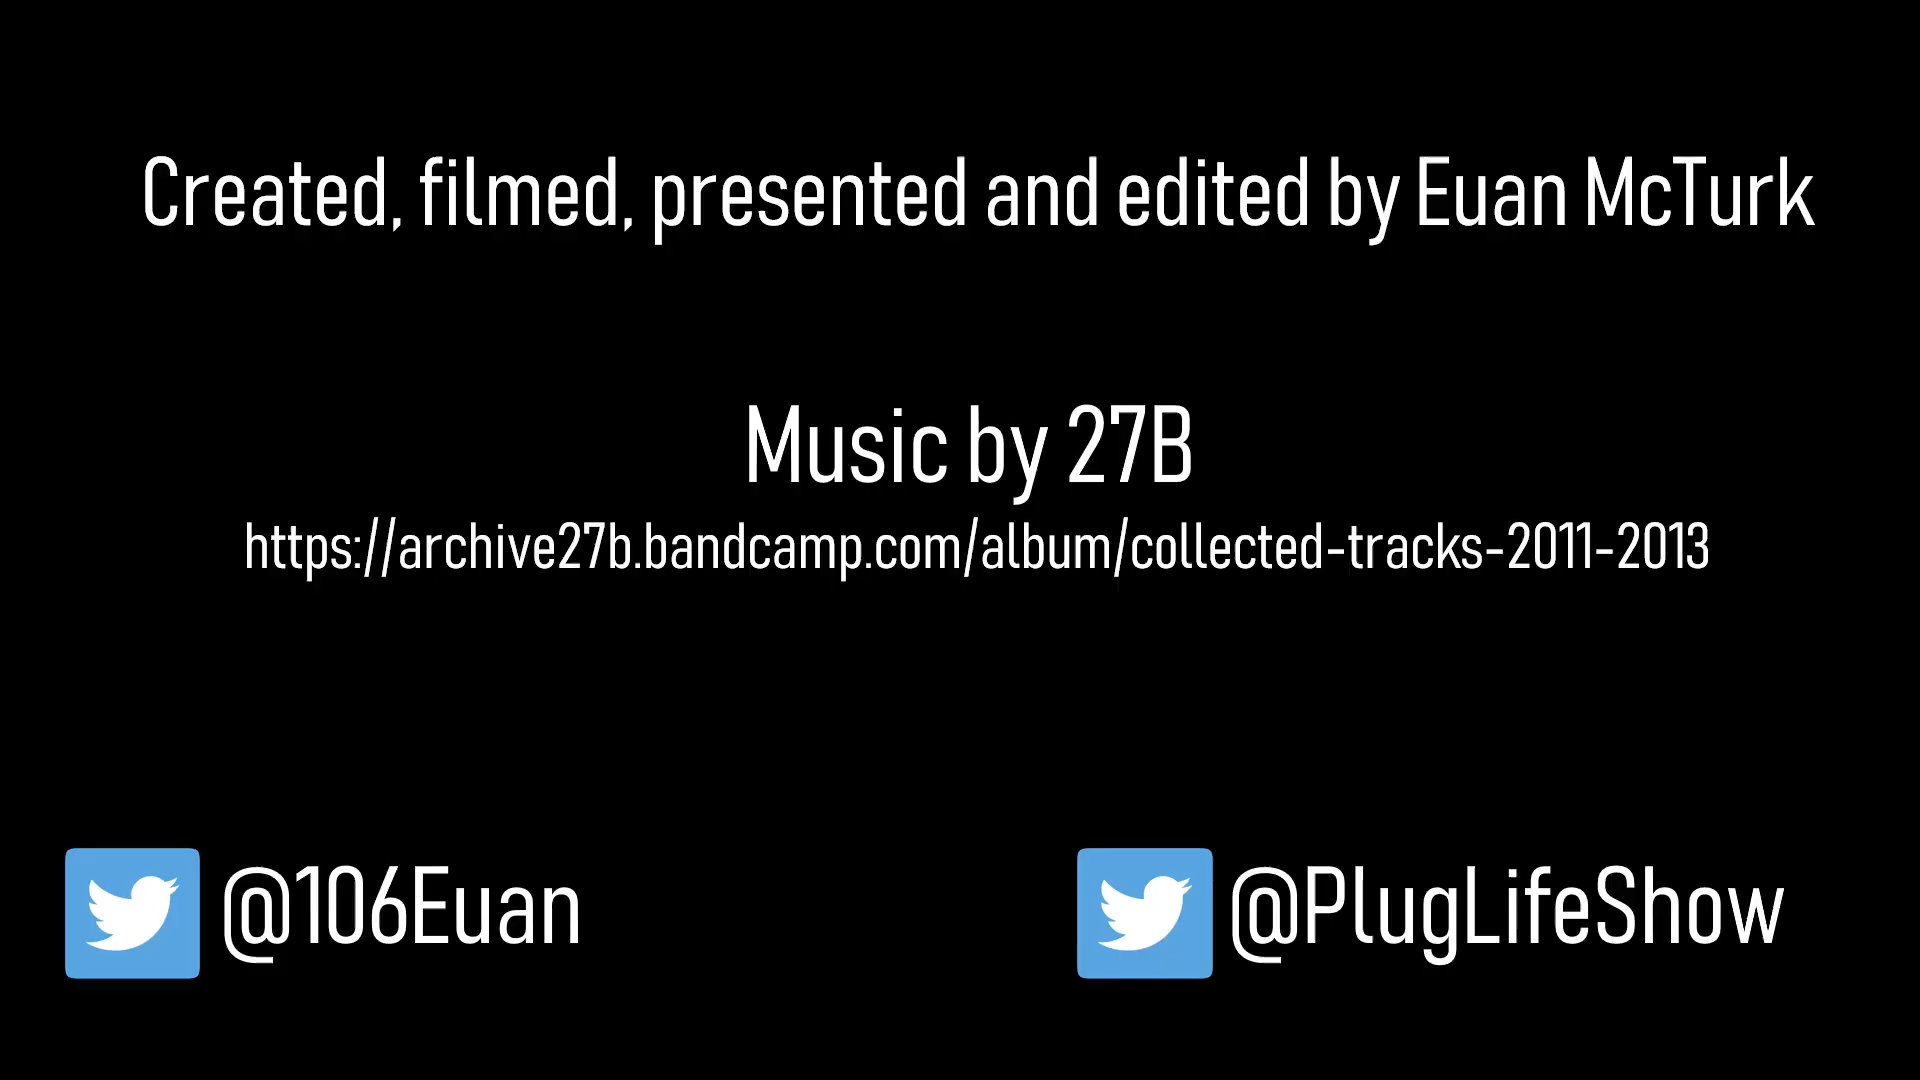 Created, filmed, presented and edited by Euan McTurk
Music by 27B
https://archive27b.bandcamp.com/album/collected-tracks-2011-2013
@106Euan
@PlugLifeShow